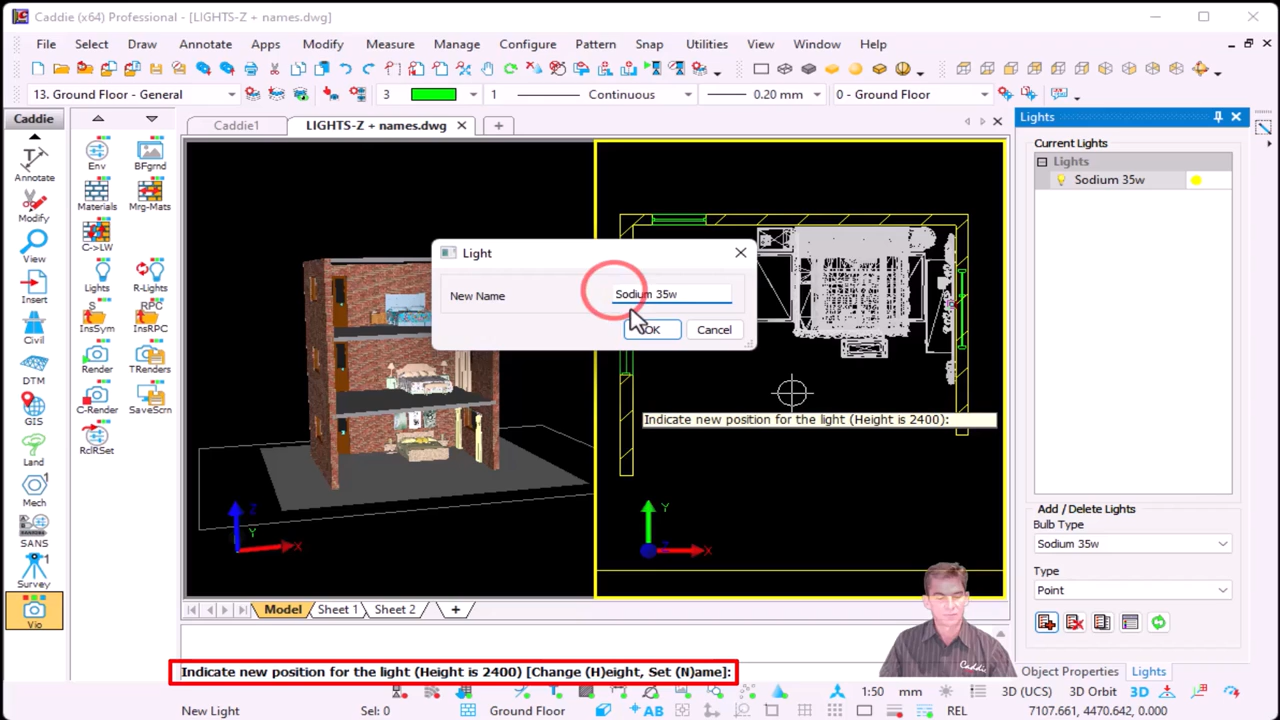 Caddie (x64) Professional - [LIGHTS-Z + names.dwg]
File Select Draw Annotate Apps Modify Measure Manage Configure Pattern Snap Utilities View Window Help
13. Ground Floor - General 3 1 Continuous 0.20 mm 0 - Ground Floor
Caddie
Caddie1 LIGHTS-Z + names.dwg
Annotate
Modify
View
Insert
Civil
DTM
GIS
Land
Mech
SANS
Survey
Vio
Env BFgrnd
Materials Mrg-Mats
C->LW
Lights R-Lights
S RPC
InsSym InsRPC
Render TRenders
C-Render SaveScrn
RclRSet
Light
New Name Sodium 35w
OK Cancel
Indicate new position for the light (Height is 2400):
Z
Y
X
Y
Z
X
Model Sheet 1 Sheet 2
Indicate new position for the light (Height is 2400) [Change (H)eight, Set (N)ame]:
Caddie
Lights
Current Lights
Lights
Sodium 35w
Add / Delete Lights
Bulb Type
Sodium 35w
Type
Point
Object Properties Lights
1:50 mm 3D (UCS) 3D Orbit 3D
New Light Sel: 0 Ground Floor AB REL 7107.661, 4470.642, 0.000